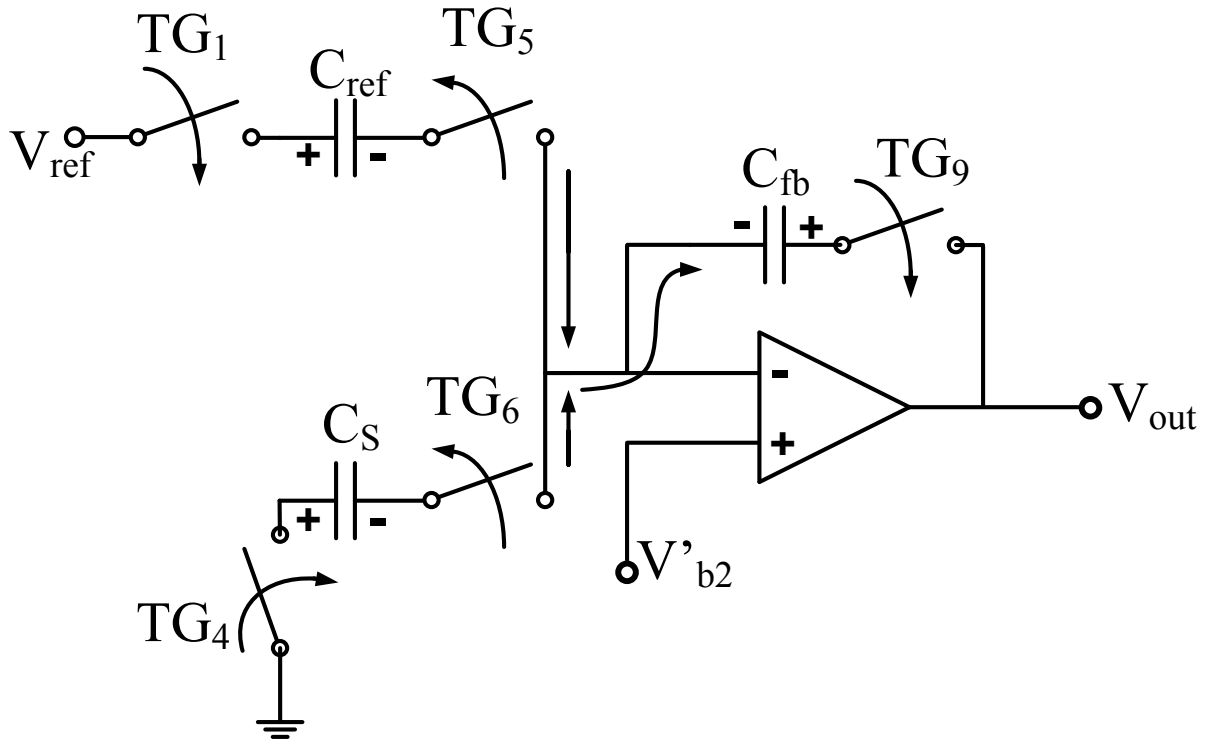 TG1
TG5
Cref
Vref
+ -
TG9
Cfb
- +
TG6
CS
-
Vout
+
+ -
V’b2
TG4